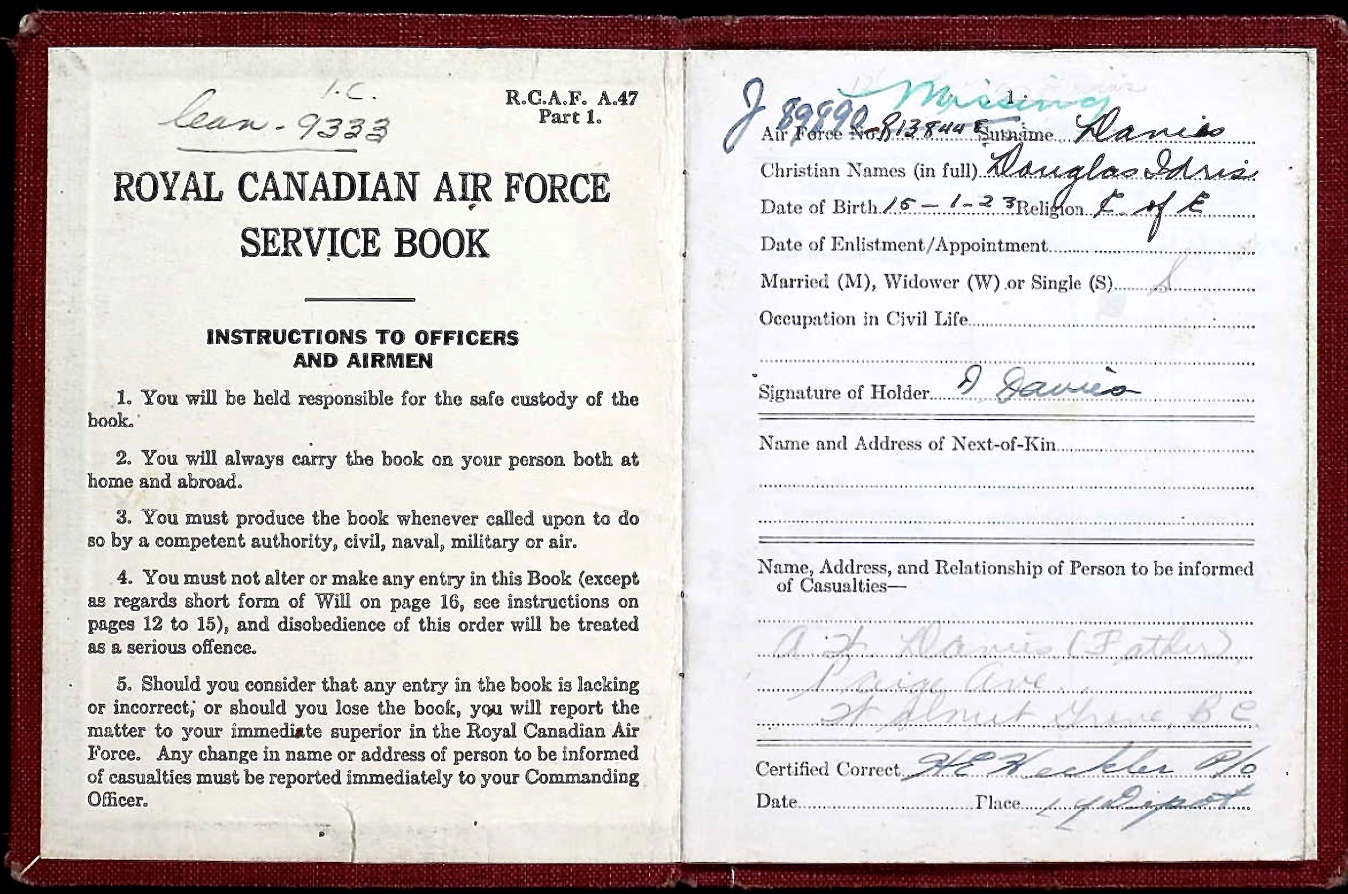 1. C.
Can. 9333
R.C.A.F. A.47
Part 1.
ROYAL CANADIAN AIR FORCE
SERVICE BOOK
INSTRUCTIONS TO OFFICERS
AND AIRMEN
1. You will be held responsible for the safe custody of the
book.
2. You will always carry the book on your person both at
home and abroad.
3. You must produce the book whenever called upon to do
so by a competent authority, civil, naval, military or air.
4. You must not alter or make any entry in this Book (except
as regards short form of Will on page 16, see instructions on
pages 12 to 15), and disobedience of this order will be treated
as a serious offence.
5. Should you consider that any entry in the book is lacking
or incorrect, or should you lose the book, you will report the
matter to your immediate superior in the Royal Canadian Air
Force. Any change in name or address of person to be informed
of casualties must be reported immediately to your Commanding
Officer.
Missing
1.
J 89890
Air Force No. R138448 Surname Davies
Christian Names (in full) Douglas Idris
Date of Birth 15-1-23 Religion C of E
Date of Enlistment/Appointment
Married (M), Widower (W) or Single (S) S
Occupation in Civil Life
Signature of Holder D Davies
Name and Address of Next-of-Kin
Name, Address, and Relationship of Person to be informed
of Casualties—
A. H. Davies (Father)
Ave.
Walnut Grove B C.
Certified Correct H E Heckler P/O
Date Place 1 Y Depot